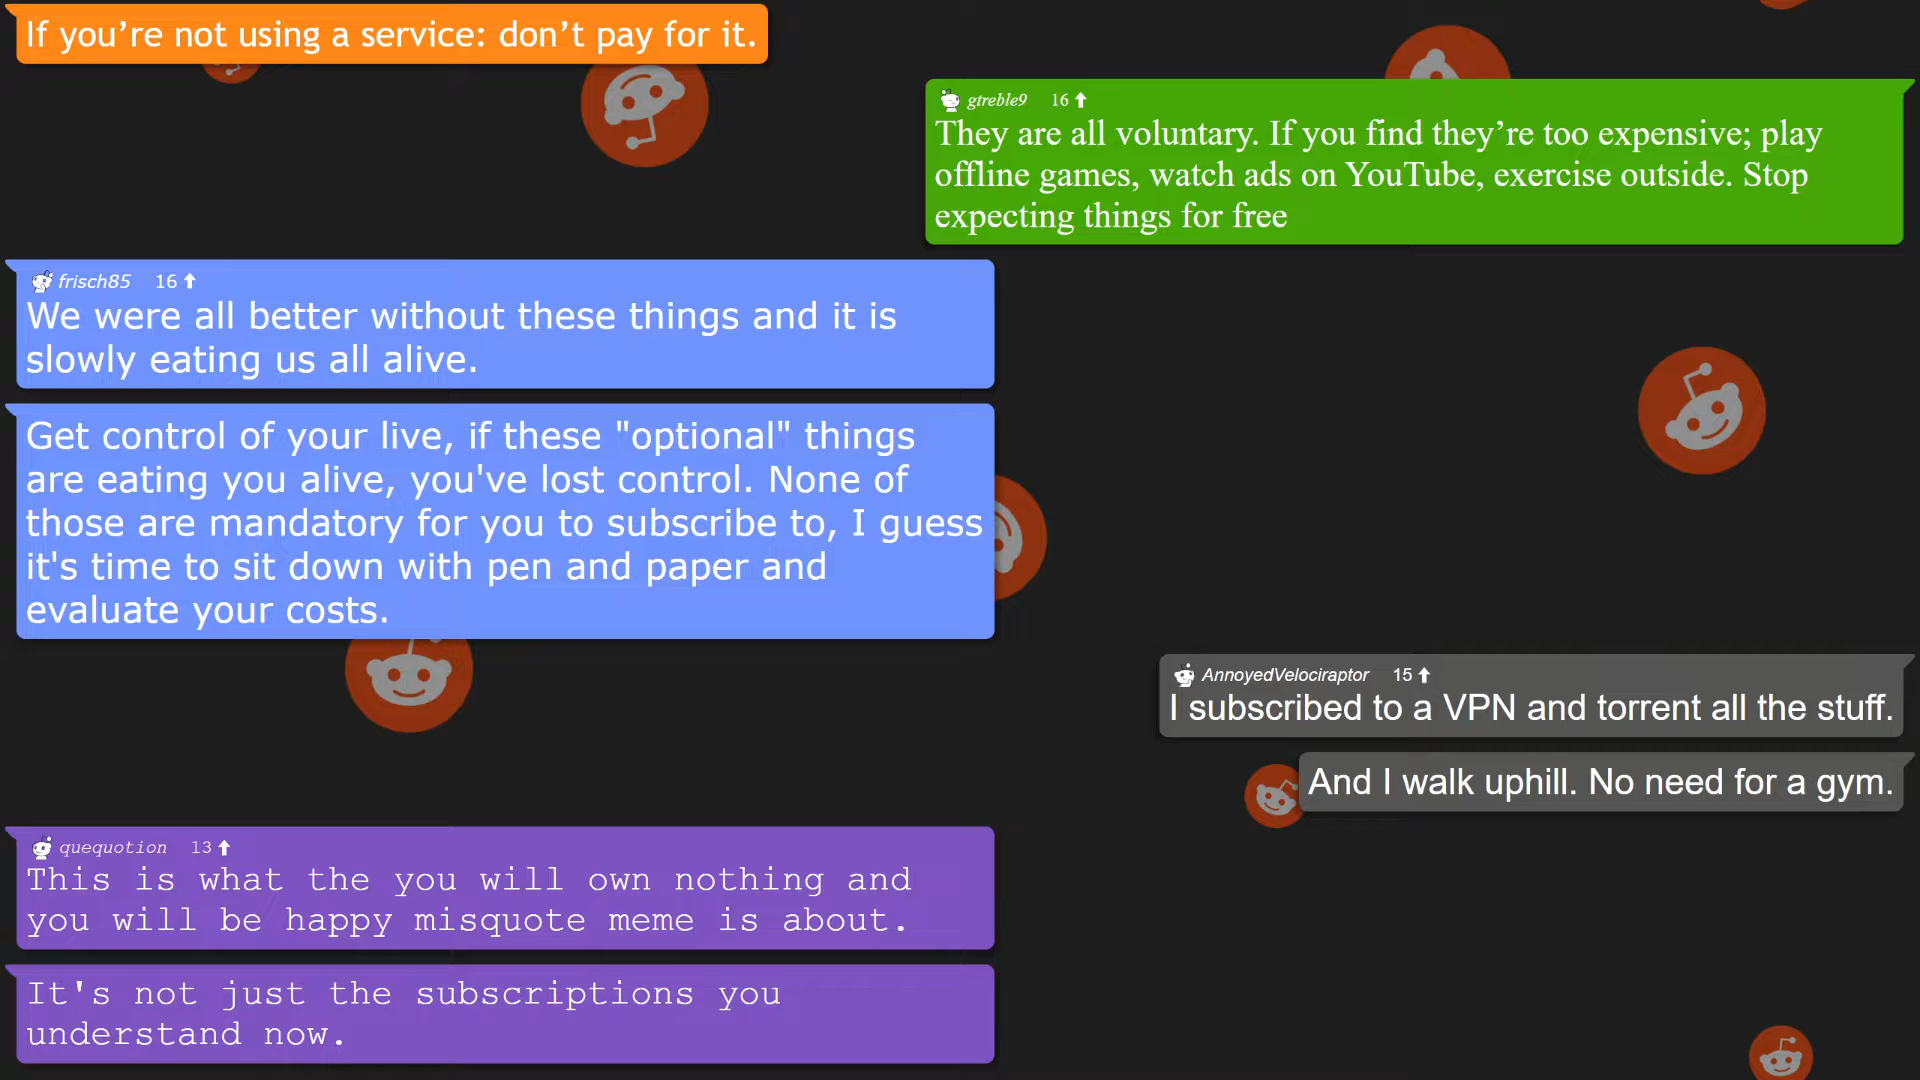 If you’re not using a service: don’t pay for it.
gtreble9 16
They are all voluntary. If you find they’re too expensive; play
offline games, watch ads on YouTube, exercise outside. Stop
expecting things for free
frisch85 16
We were all better without these things and it is
slowly eating us all alive.
Get control of your live, if these "optional" things
are eating you alive, you've lost control. None of
those are mandatory for you to subscribe to, I guess
it's time to sit down with pen and paper and
evaluate your costs.
AnnoyedVelociraptor 15
I subscribed to a VPN and torrent all the stuff.
And I walk uphill. No need for a gym.
quequotion 13
This is what the you will own nothing and
you will be happy misquote meme is about.
It's not just the subscriptions you
understand now.